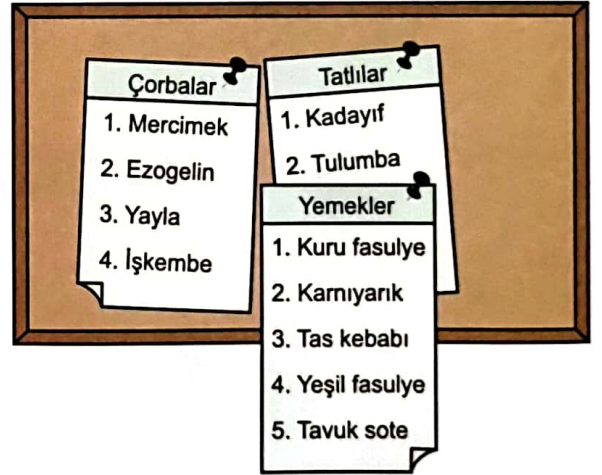 Çorbalar
1. Mercimek
2. Ezogelin
3. Yayla
4. İşkembe
Tatlılar
1. Kadayıf
2. Tulumba
Yemekler
1. Kuru fasulye
2. Karnıyarık
3. Tas kebabı
4. Yeşil fasulye
5. Tavuk sote